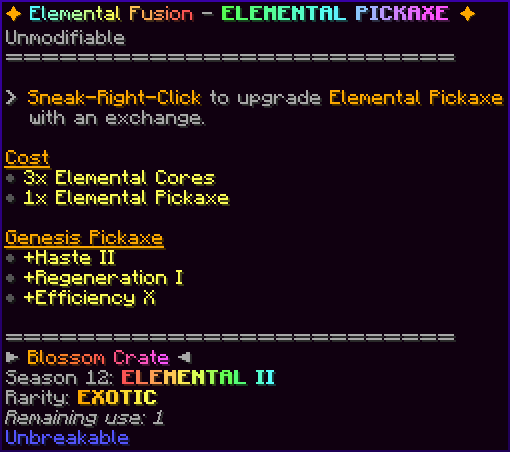 ✦ Elemental Fusion – ELEMENTAL PICKAXE ✦
Unmodifiable
============================
> Sneak-Right-Click to upgrade Elemental Pickaxe
with an exchange.
Cost
• 3x Elemental Cores
• 1x Elemental Pickaxe
Genesis Pickaxe
• +Haste II
• +Regeneration I
• +Efficiency X
============================
► Blossom Crate ◄
Season 12: ELEMENTAL II
Rarity: EXOTIC
Remaining use: 1
Unbreakable